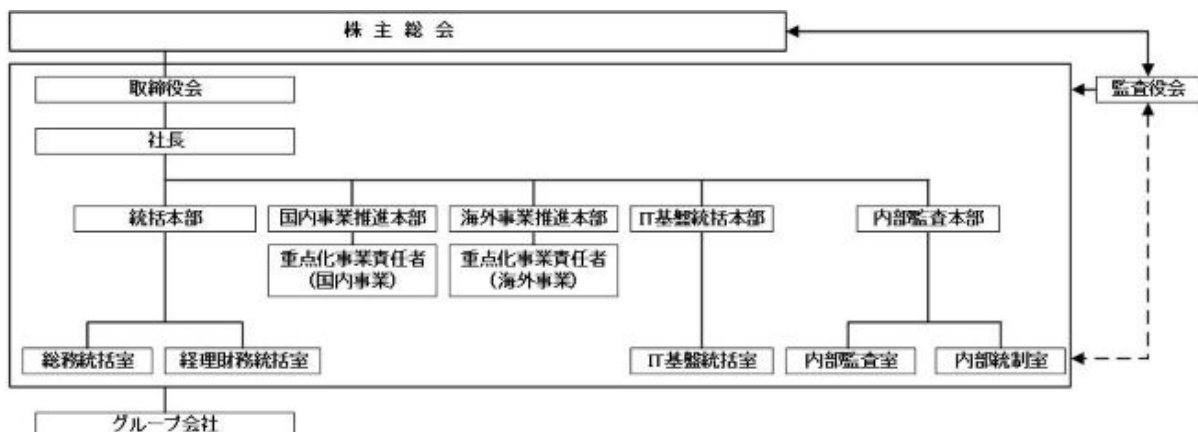 株主総会
取締役会
監査役会
社長
統括本部
国内事業推進本部
海外事業推進本部
IT基盤統括本部
内部監査本部
重点化事業責任者
(国内事業)
重点化事業責任者
(海外事業)
総務統括室
経理財務統括室
IT基盤統括室
内部監査室
内部統制室
グループ会社